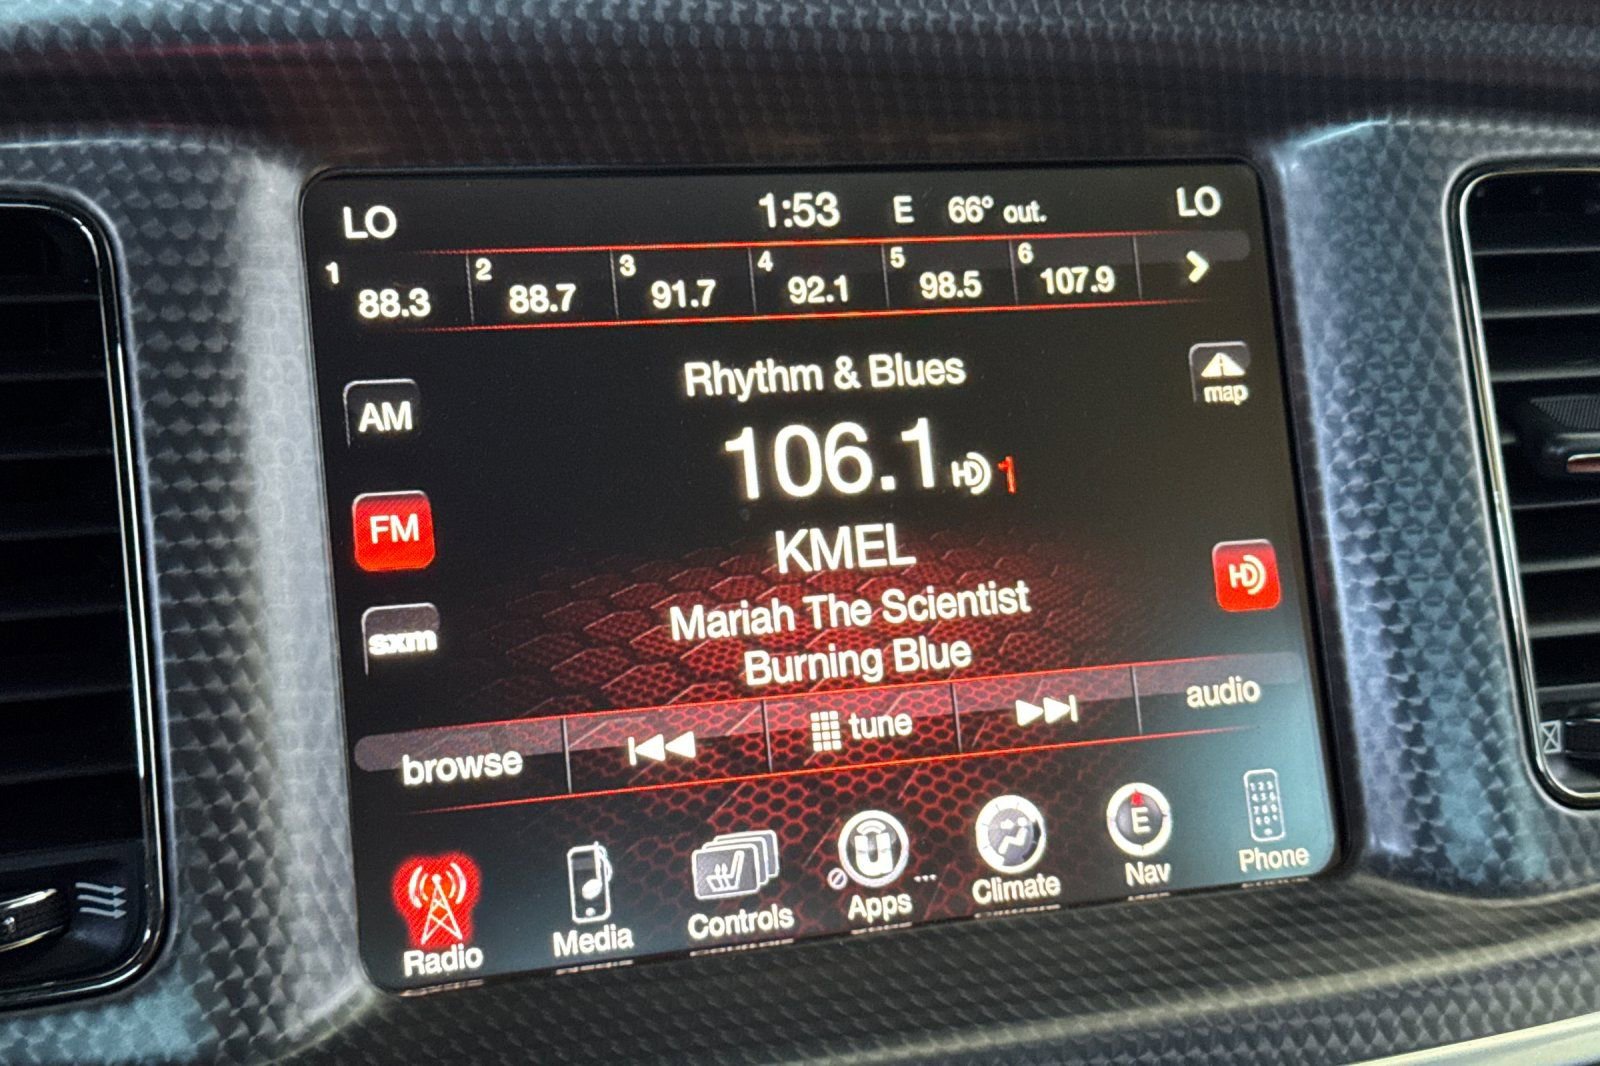 LO 1:53 E 66° out. LO
1 88.3 2 88.7 3 91.7 4 92.1 5 98.5 6 107.9
Rhythm & Blues
map
AM
106.1 HD 1
FM
KMEL
HD
Mariah The Scientist
sxm
Burning Blue
browse tune audio
E
Radio Media Controls Apps ... Climate Nav Phone